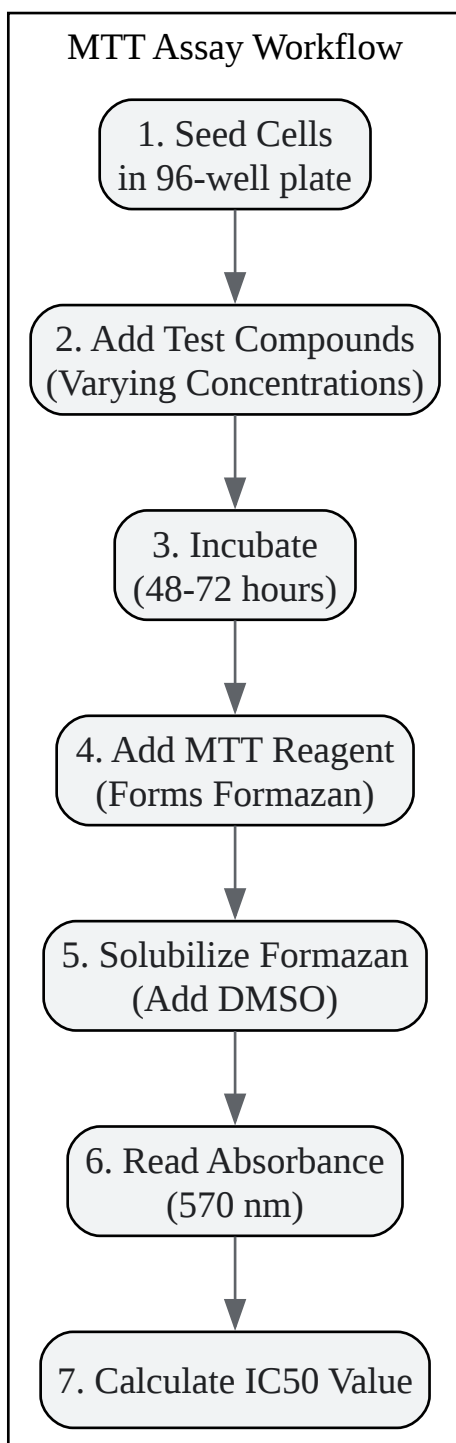 MTT Assay Workflow
1. Seed Cells
in 96-well plate
2. Add Test Compounds
(Varying Concentrations)
3. Incubate
(48-72 hours)
4. Add MTT Reagent
(Forms Formazan)
5. Solubilize Formazan
(Add DMSO)
6. Read Absorbance
(570 nm)
7. Calculate IC50 Value